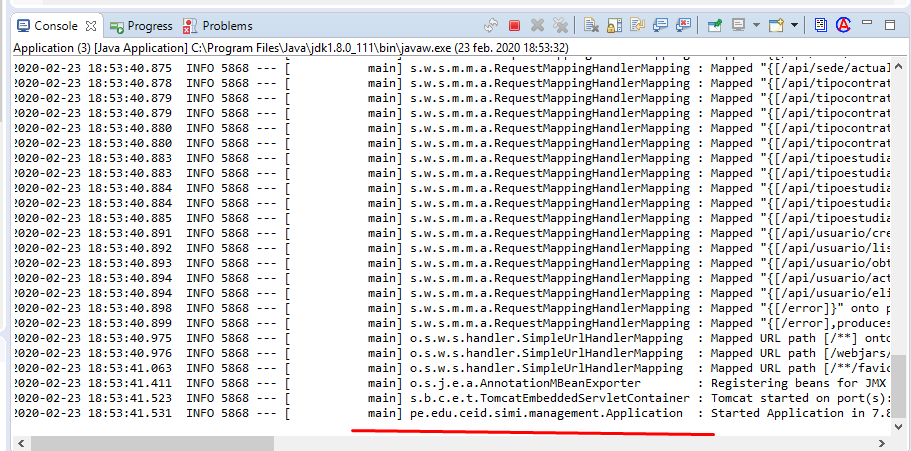 Console Progress Problems
Application (3) [Java Application] C:\Program Files\Java\jdk1.8.0_111\bin\javaw.exe (23 feb. 2020 18:53:32)
2020-02-23 18:53:40.875 INFO 5868 --- [ main] s.w.s.m.m.a.RequestMappingHandlerMapping : Mapped "{[/api/sede/actual
2020-02-23 18:53:40.878 INFO 5868 --- [ main] s.w.s.m.m.a.RequestMappingHandlerMapping : Mapped "{[/api/tipocontrat
2020-02-23 18:53:40.879 INFO 5868 --- [ main] s.w.s.m.m.a.RequestMappingHandlerMapping : Mapped "{[/api/tipocontrat
2020-02-23 18:53:40.879 INFO 5868 --- [ main] s.w.s.m.m.a.RequestMappingHandlerMapping : Mapped "{[/api/tipocontrat
2020-02-23 18:53:40.880 INFO 5868 --- [ main] s.w.s.m.m.a.RequestMappingHandlerMapping : Mapped "{[/api/tipocontrat
2020-02-23 18:53:40.880 INFO 5868 --- [ main] s.w.s.m.m.a.RequestMappingHandlerMapping : Mapped "{[/api/tipocontrat
2020-02-23 18:53:40.883 INFO 5868 --- [ main] s.w.s.m.m.a.RequestMappingHandlerMapping : Mapped "{[/api/tipoestudia
2020-02-23 18:53:40.883 INFO 5868 --- [ main] s.w.s.m.m.a.RequestMappingHandlerMapping : Mapped "{[/api/tipoestudia
2020-02-23 18:53:40.884 INFO 5868 --- [ main] s.w.s.m.m.a.RequestMappingHandlerMapping : Mapped "{[/api/tipoestudia
2020-02-23 18:53:40.884 INFO 5868 --- [ main] s.w.s.m.m.a.RequestMappingHandlerMapping : Mapped "{[/api/tipoestudia
2020-02-23 18:53:40.885 INFO 5868 --- [ main] s.w.s.m.m.a.RequestMappingHandlerMapping : Mapped "{[/api/tipoestudia
2020-02-23 18:53:40.891 INFO 5868 --- [ main] s.w.s.m.m.a.RequestMappingHandlerMapping : Mapped "{[/api/usuario/cre
2020-02-23 18:53:40.892 INFO 5868 --- [ main] s.w.s.m.m.a.RequestMappingHandlerMapping : Mapped "{[/api/usuario/lis
2020-02-23 18:53:40.893 INFO 5868 --- [ main] s.w.s.m.m.a.RequestMappingHandlerMapping : Mapped "{[/api/usuario/obt
2020-02-23 18:53:40.894 INFO 5868 --- [ main] s.w.s.m.m.a.RequestMappingHandlerMapping : Mapped "{[/api/usuario/act
2020-02-23 18:53:40.894 INFO 5868 --- [ main] s.w.s.m.m.a.RequestMappingHandlerMapping : Mapped "{[/api/usuario/eli
2020-02-23 18:53:40.898 INFO 5868 --- [ main] s.w.s.m.m.a.RequestMappingHandlerMapping : Mapped "{[/error]}" onto p
2020-02-23 18:53:40.899 INFO 5868 --- [ main] s.w.s.m.m.a.RequestMappingHandlerMapping : Mapped "{[/error],produces
2020-02-23 18:53:40.975 INFO 5868 --- [ main] o.s.w.s.handler.SimpleUrlHandlerMapping : Mapped URL path [/**] onto
2020-02-23 18:53:40.976 INFO 5868 --- [ main] o.s.w.s.handler.SimpleUrlHandlerMapping : Mapped URL path [/webjars/
2020-02-23 18:53:41.063 INFO 5868 --- [ main] o.s.w.s.handler.SimpleUrlHandlerMapping : Mapped URL path [/**/favic
2020-02-23 18:53:41.411 INFO 5868 --- [ main] o.s.j.e.a.AnnotationMBeanExporter : Registering beans for JMX
2020-02-23 18:53:41.523 INFO 5868 --- [ main] s.b.c.e.t.TomcatEmbeddedServletContainer : Tomcat started on port(s):
2020-02-23 18:53:41.531 INFO 5868 --- [ main] pe.edu.ceid.simi.management.Application : Started Application in 7.8